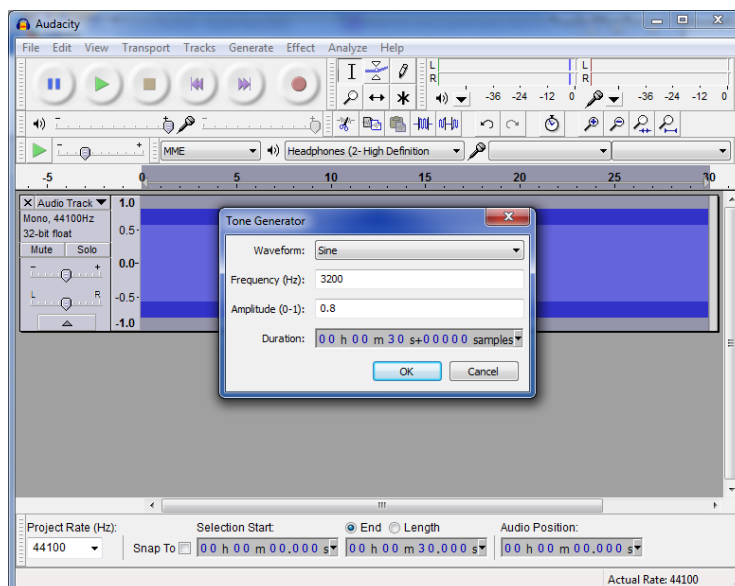 Audacity
File Edit View Transport Tracks Generate Effect Analyze Help
L
R
-36 -24 -12 0
L
R
-36 -24 -12 0
MME
Headphones (2- High Definition
-5 0 5 10 15 20 25 30
X Audio Track
Mono, 44100Hz
32-bit float
Mute Solo
- +
L R
1.0
0.5
0.0
-0.5
-1.0
Tone Generator
Waveform: Sine
Frequency (Hz): 3200
Amplitude (0-1): 0.8
Duration: 00 h 00 m 30 s+00000 samples
OK Cancel
Project Rate (Hz): Selection Start: End Length Audio Position:
44100 Snap To 00 h 00 m 00.000 s 00 h 00 m 30.000 s 00 h 00 m 00.000 s
Actual Rate: 44100